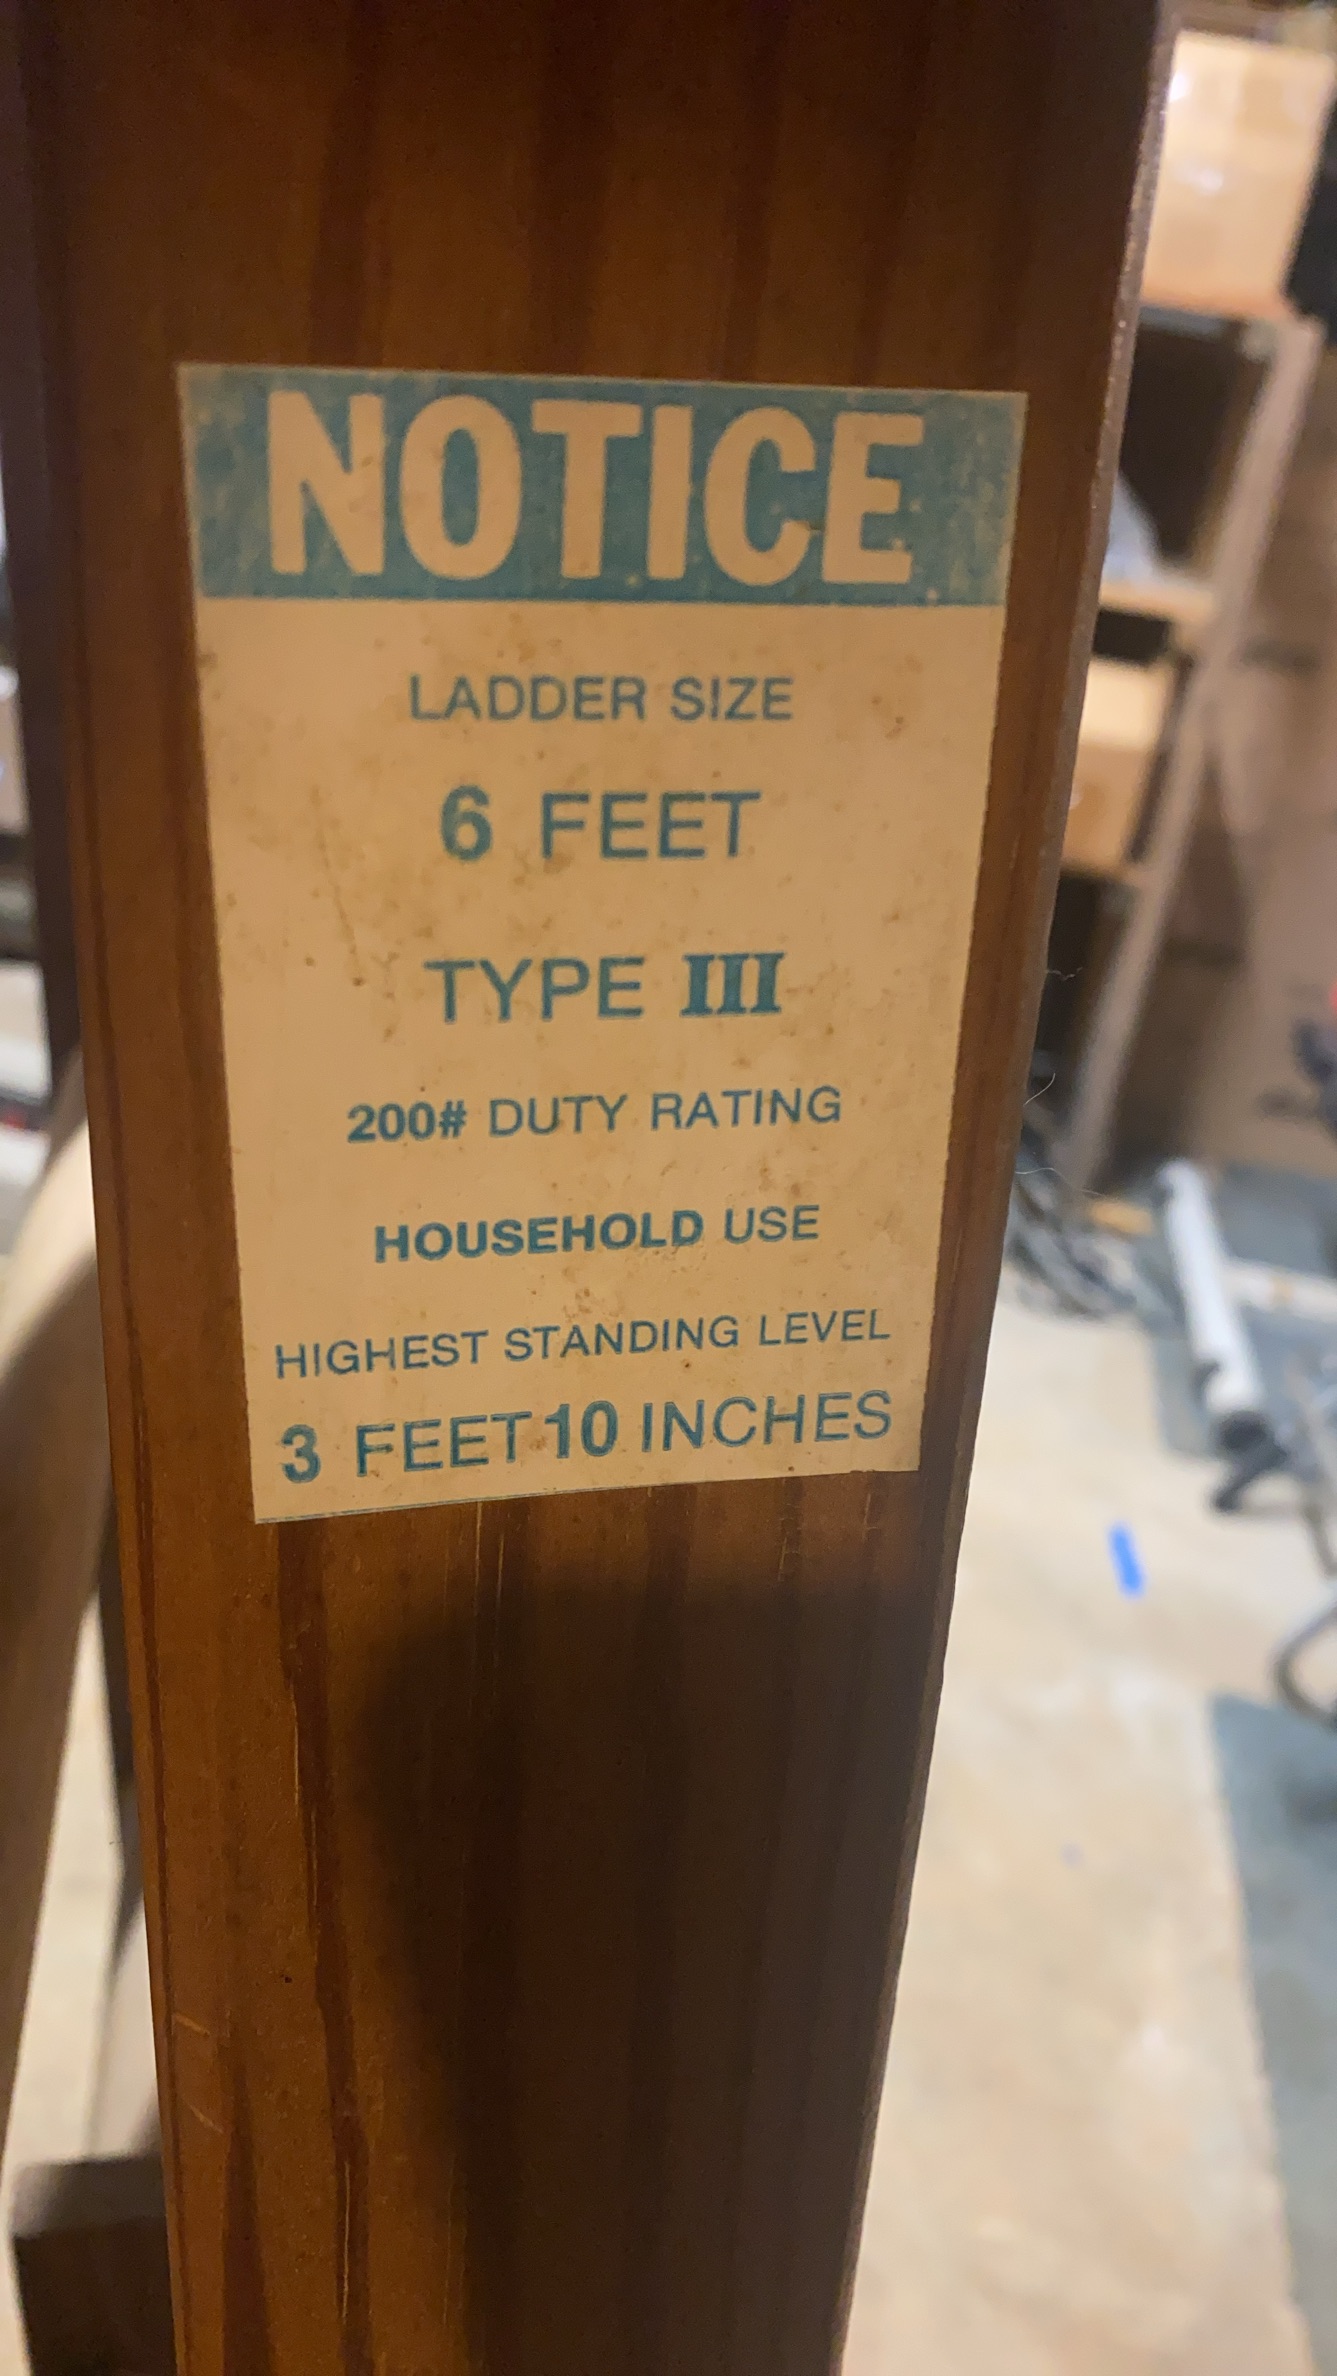 NOTICE
LADDER SIZE
6 FEET
TYPE III
200# DUTY RATING
HOUSEHOLD USE
HIGHEST STANDING LEVEL
3 FEET 10 INCHES